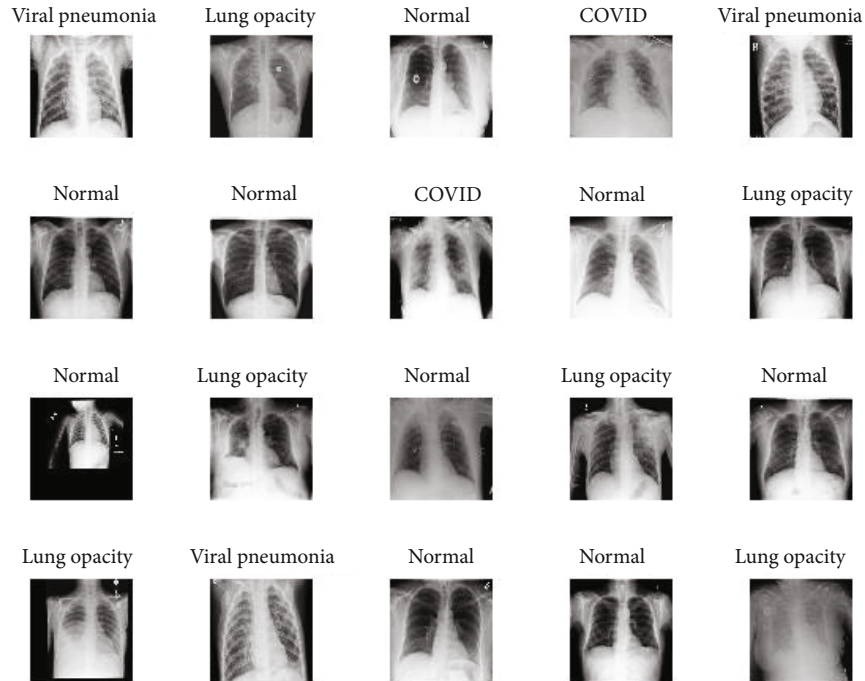 Viral pneumonia Lung opacity Normal COVID Viral pneumonia
Normal Normal COVID Normal Lung opacity
Normal Lung opacity Normal Lung opacity Normal
Lung opacity Viral pneumonia Normal Normal Lung opacity